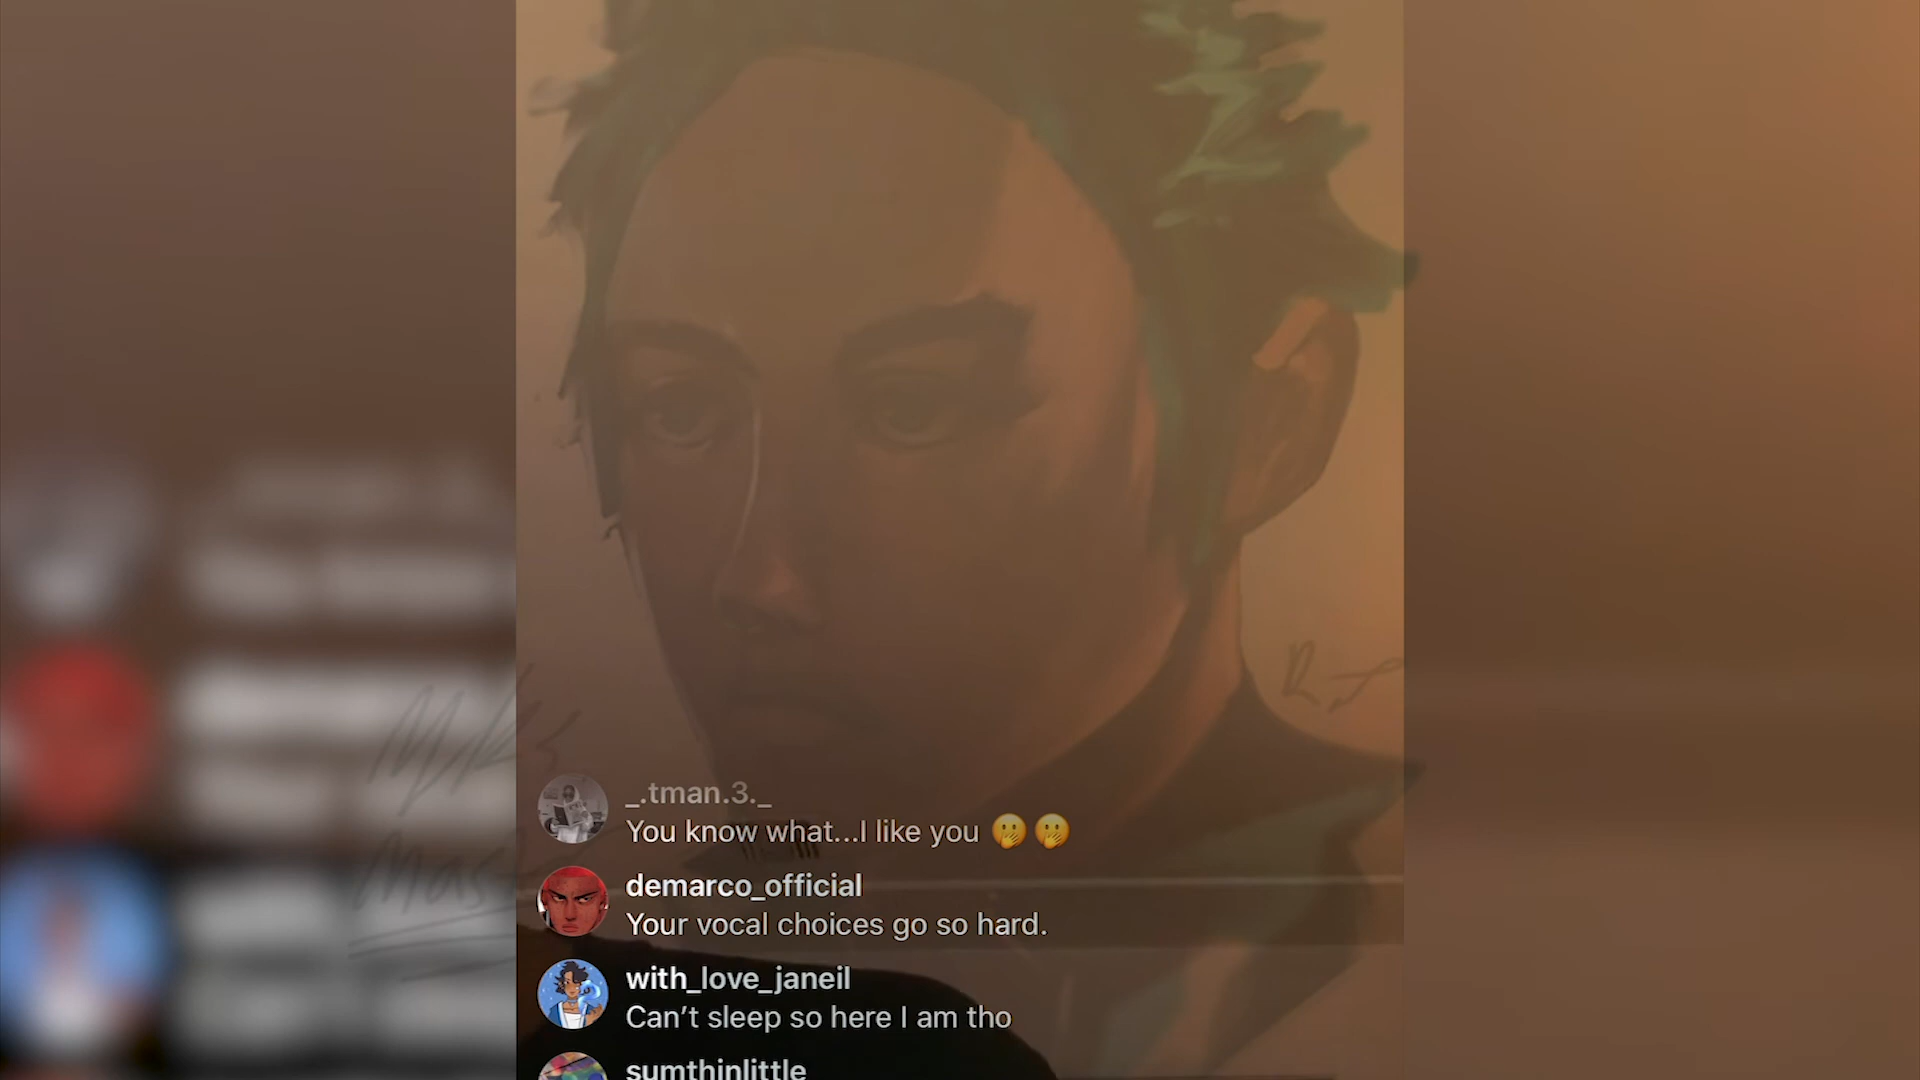 _.tman.3._
You know what...I like you 🤭🤭
demarco_official
Your vocal choices go so hard.
with_love_janeil
Can't sleep so here I am tho
sumthinlittle